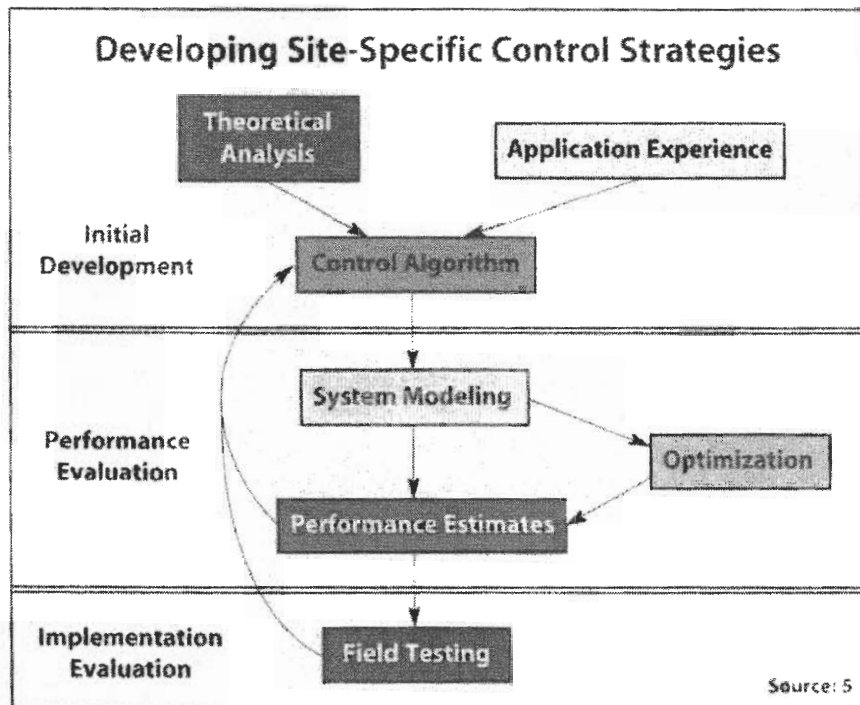 Developing Site-Specific Control Strategies
Theoretical
Analysis
Application Experience
Initial
Development
Control Algorithm
System Modeling
Performance
Evaluation
Optimization
Performance Estimates
Implementation
Evaluation
Field Testing
Source: 5